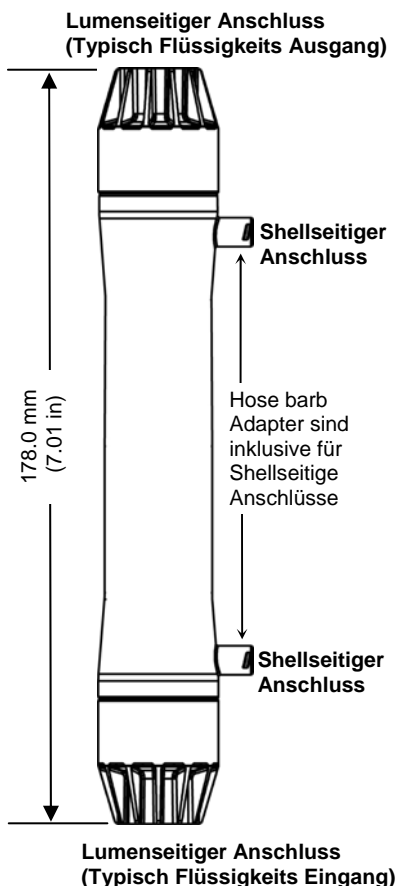 Lumenseitiger Anschluss
(Typisch Flüssigkeits Ausgang)
Shellseitiger
Anschluss
178.0 mm
(7.01 in)
Hose barb
Adapter sind
inklusive für
Shellseitige
Anschlüsse
Shellseitiger
Anschluss
Lumenseitiger Anschluss
(Typisch Flüssigkeits Eingang)